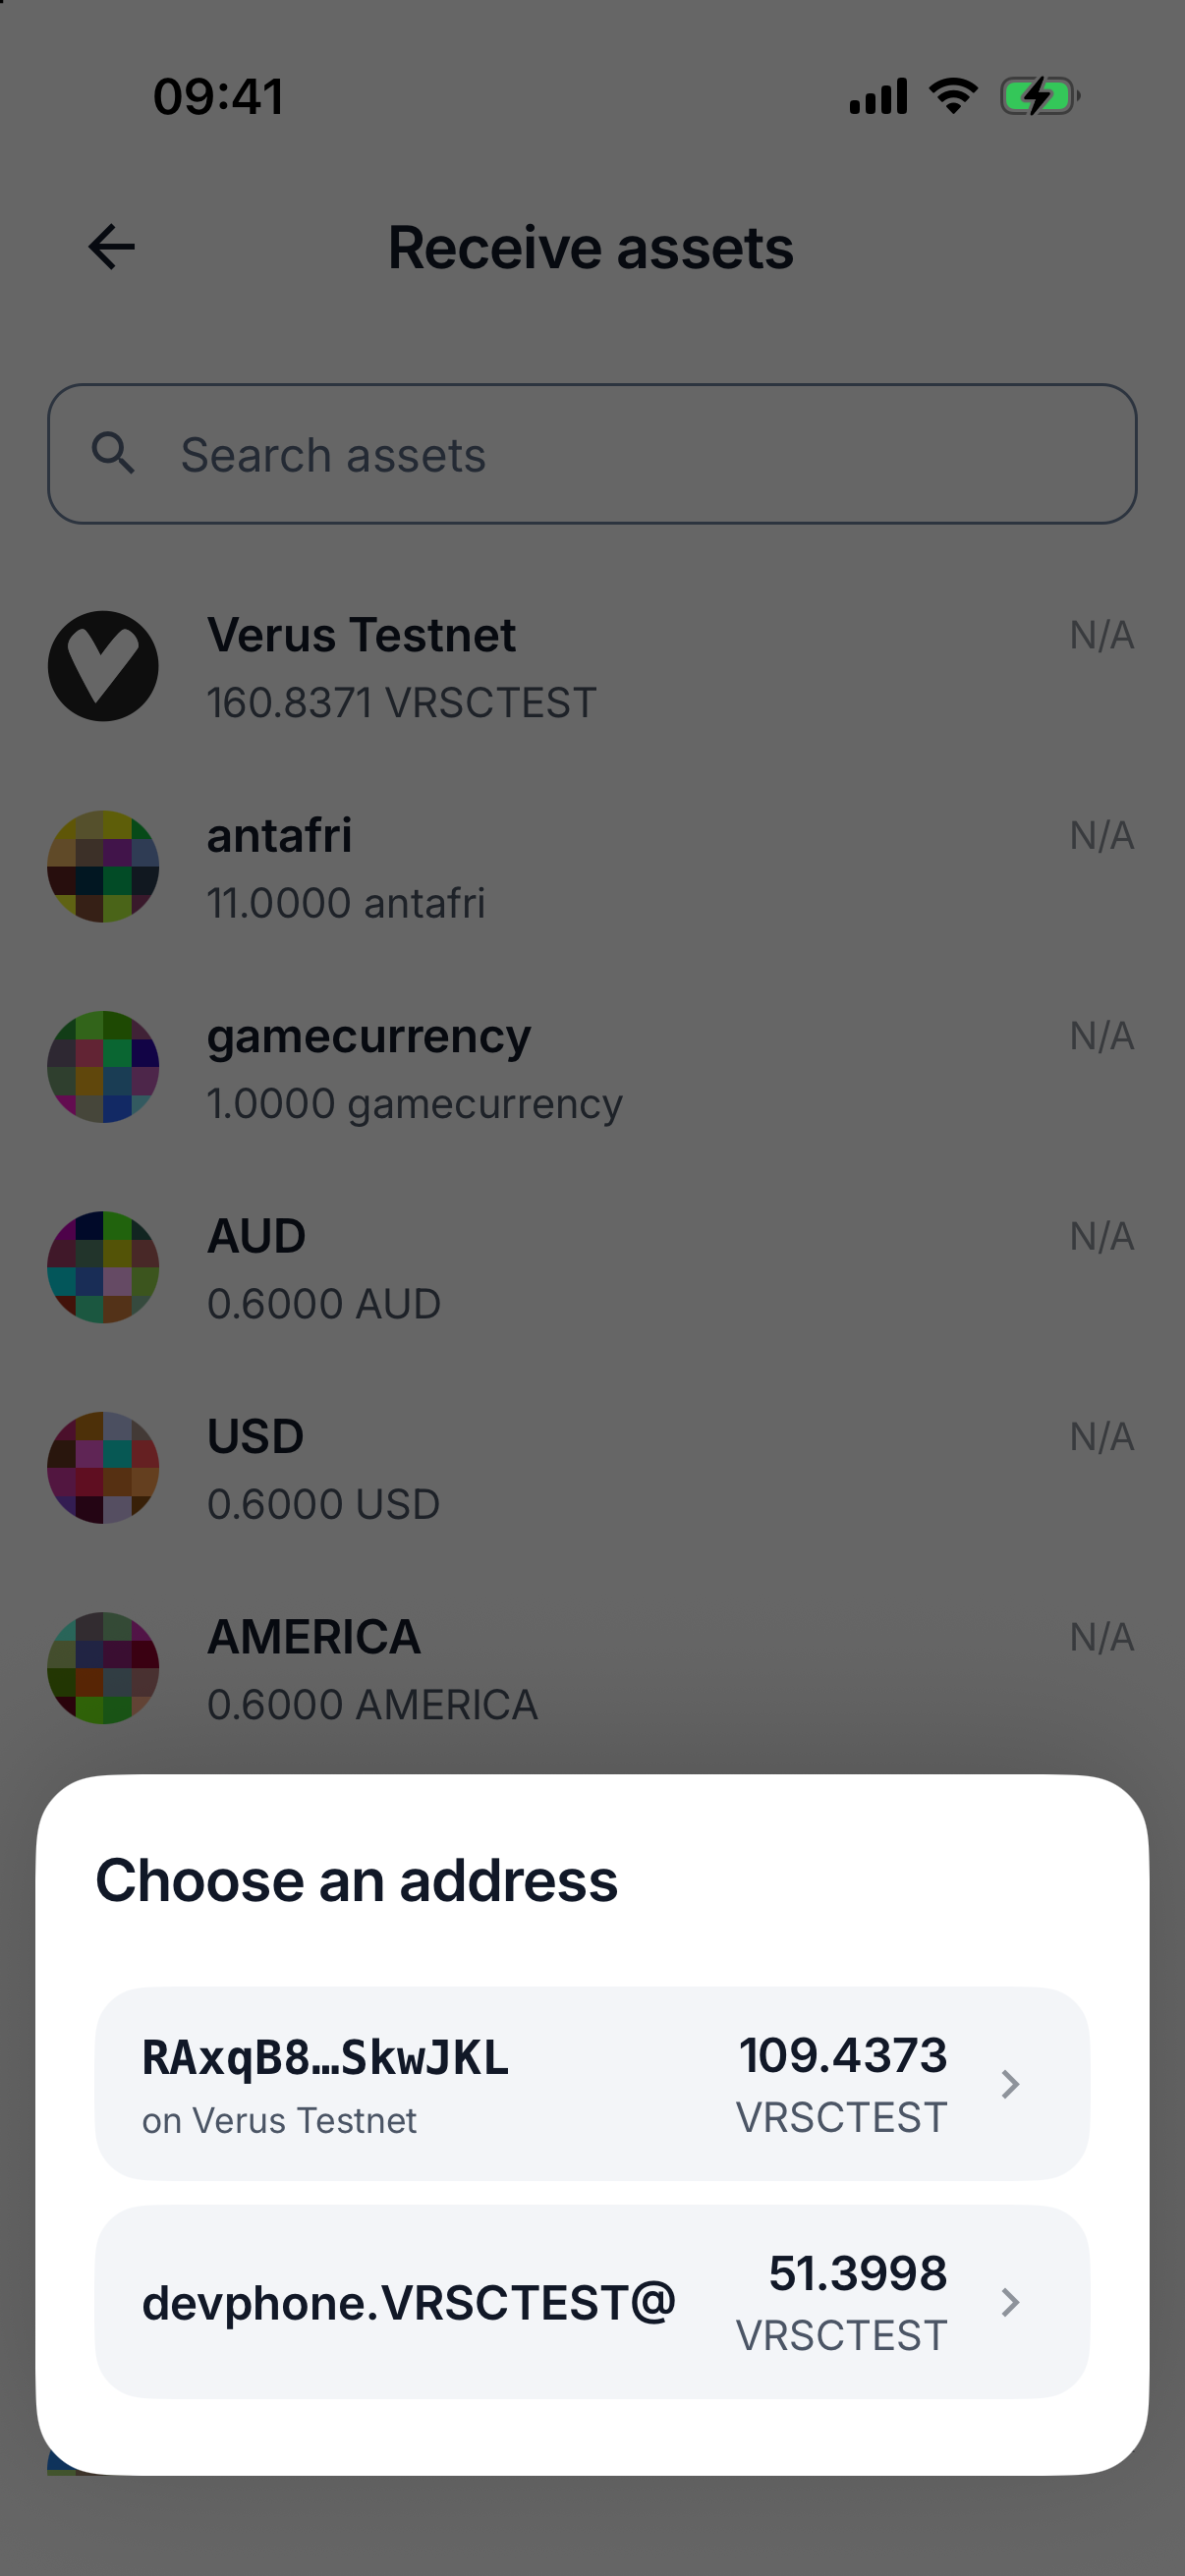 09:41
Receive assets
Search assets
Verus Testnet
N/A
160.8371 VRSCTEST
antafri
N/A
11.0000 antafri
gamecurrency
N/A
1.0000 gamecurrency
AUD
N/A
0.6000 AUD
USD
N/A
0.6000 USD
AMERICA
N/A
0.6000 AMERICA
Choose an address
RAxqB8…SkwJKL
109.4373
on Verus Testnet
VRSCTEST
devphone.VRSCTEST@
51.3998
VRSCTEST